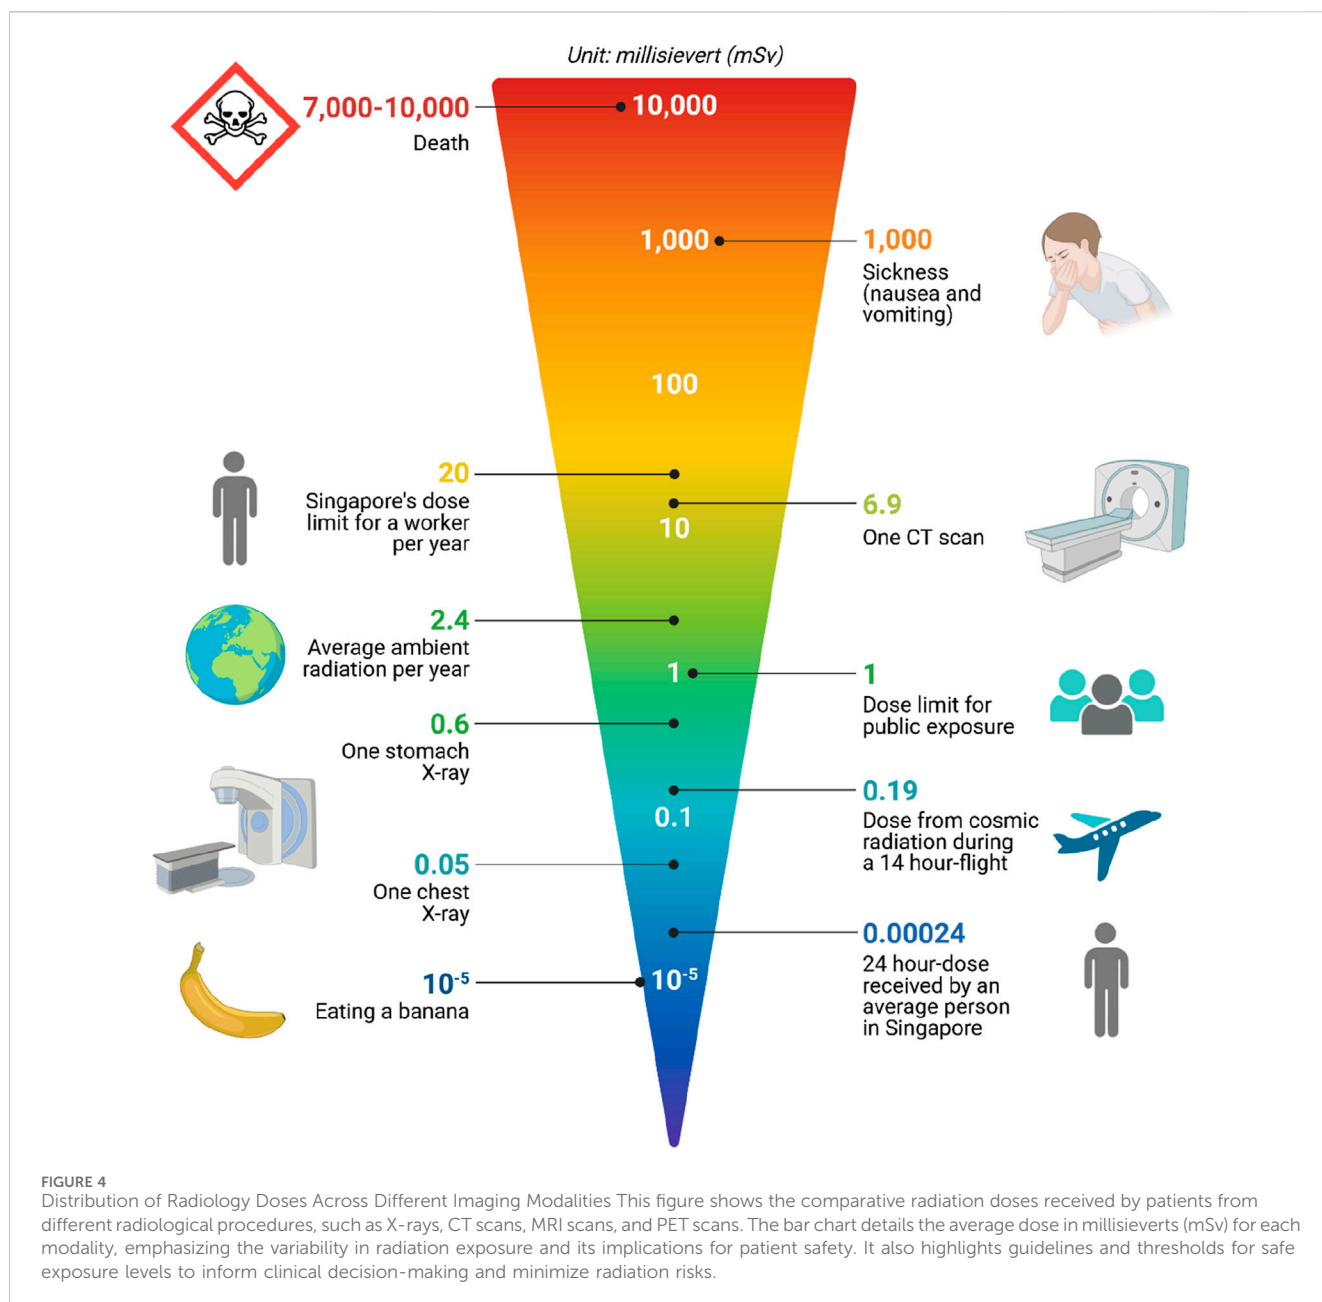 Unit: millisievert (mSv)
7,000-10,000
Death
10,000
1,000
1,000
Sickness
(nausea and
vomiting)
100
20
Singapore's dose
limit for a worker
per year
6.9
One CT scan
10
2.4
Average ambient
radiation per year
1
1
Dose limit for
public exposure
0.6
One stomach
X-ray
0.19
Dose from cosmic
radiation during
a 14 hour-flight
0.1
0.05
One chest
X-ray
0.00024
24 hour-dose
received by an
average person
in Singapore
10⁻⁵
Eating a banana
10⁻⁵
FIGURE 4
Distribution of Radiology Doses Across Different Imaging Modalities This figure shows the comparative radiation doses received by patients from
different radiological procedures, such as X-rays, CT scans, MRI scans, and PET scans. The bar chart details the average dose in millisieverts (mSv) for each
modality, emphasizing the variability in radiation exposure and its implications for patient safety. It also highlights guidelines and thresholds for safe
exposure levels to inform clinical decision-making and minimize radiation risks.